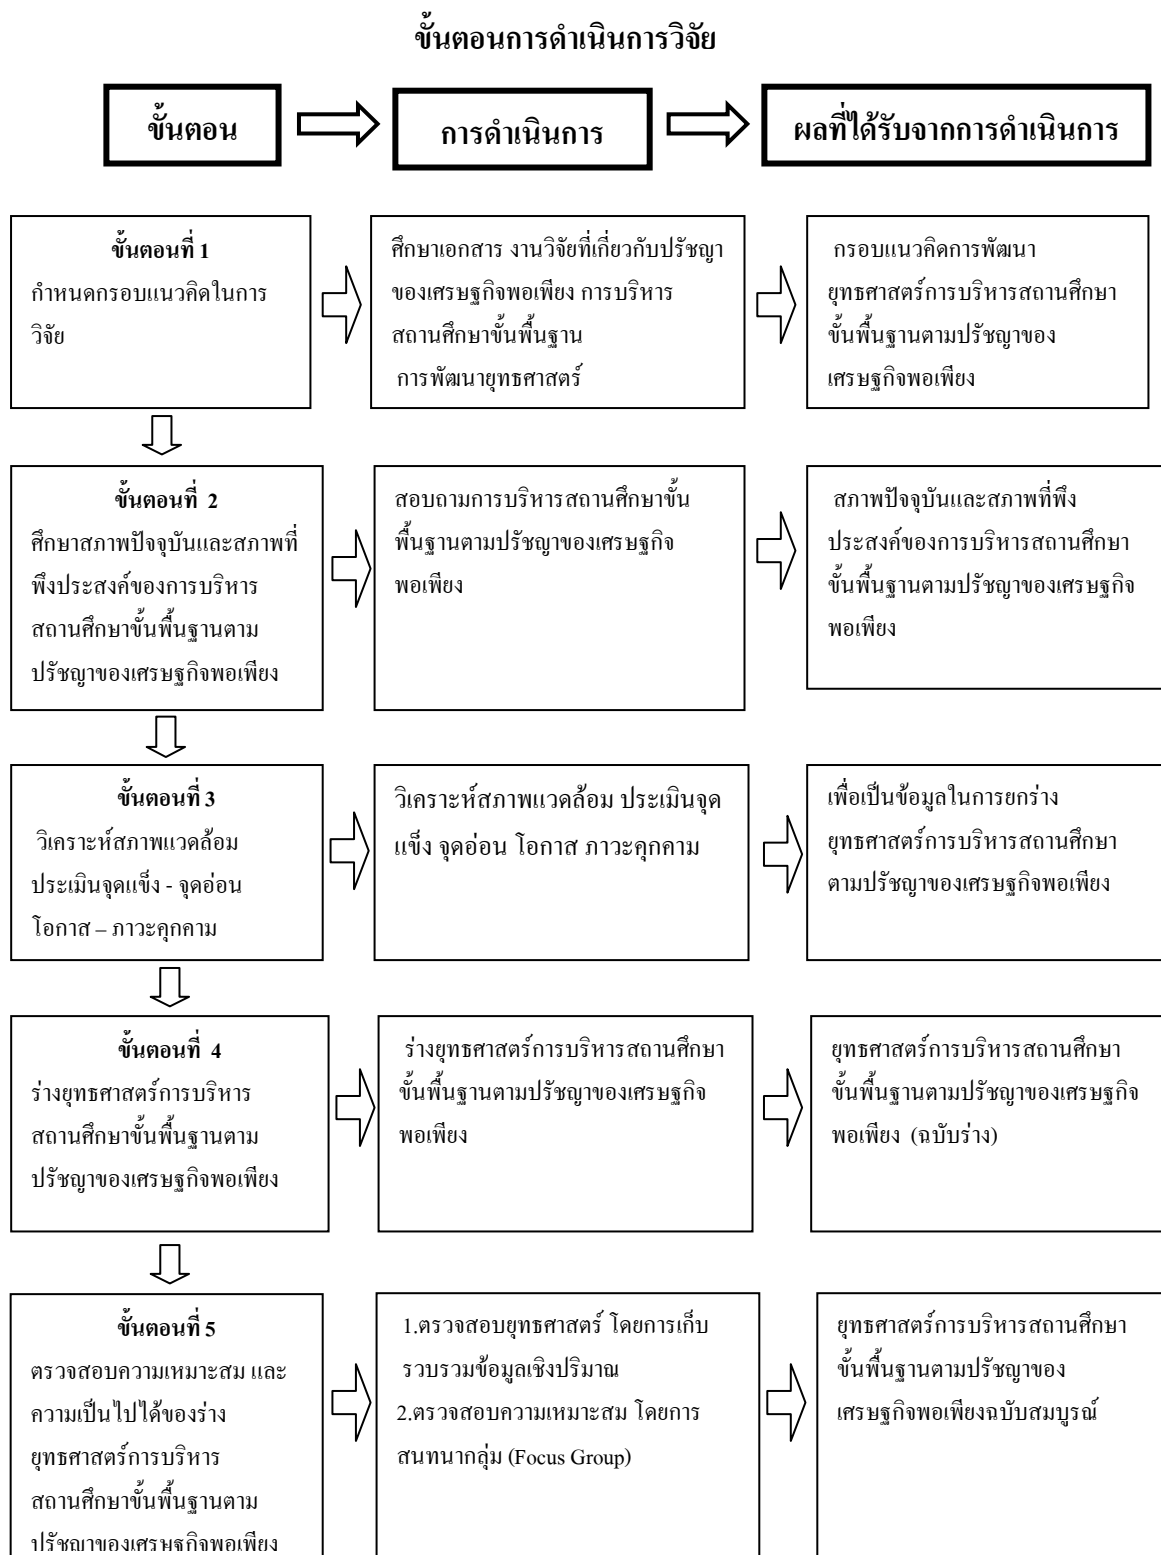 ขั้นตอนการดำเนินการวิจัย
ขั้นตอน
การดำเนินการ
ผลที่ได้รับจากการดำเนินการ
ขั้นตอนที่ 1
กำหนดกรอบแนวคิดในการ
วิจัย
ศึกษาเอกสาร งานวิจัยที่เกี่ยวกับปรัชญา
ของเศรษฐกิจพอเพียง การบริหาร
สถานศึกษาขั้นพื้นฐาน
การพัฒนายุทธศาสตร์
กรอบแนวคิดการพัฒนา
ยุทธศาสตร์การบริหารสถานศึกษา
ขั้นพื้นฐานตามปรัชญาของ
เศรษฐกิจพอเพียง
ขั้นตอนที่ 2
ศึกษาสภาพปัจจุบันและสภาพที่
พึงประสงค์ของการบริหาร
สถานศึกษาขั้นพื้นฐานตาม
ปรัชญาของเศรษฐกิจพอเพียง
สอบถามการบริหารสถานศึกษาขั้น
พื้นฐานตามปรัชญาของเศรษฐกิจ
พอเพียง
สภาพปัจจุบันและสภาพที่พึง
ประสงค์ของการบริหารสถานศึกษา
ขั้นพื้นฐานตามปรัชญาของเศรษฐกิจ
พอเพียง
ขั้นตอนที่ 3
วิเคราะห์สภาพแวดล้อม
ประเมินจุดแข็ง - จุดอ่อน
โอกาส – ภาวะคุกคาม
วิเคราะห์สภาพแวดล้อม ประเมินจุด
แข็ง จุดอ่อน โอกาส ภาวะคุกคาม
เพื่อเป็นข้อมูลในการยกร่าง
ยุทธศาสตร์การบริหารสถานศึกษา
ตามปรัชญาของเศรษฐกิจพอเพียง
ขั้นตอนที่ 4
ร่างยุทธศาสตร์การบริหาร
สถานศึกษาขั้นพื้นฐานตาม
ปรัชญาของเศรษฐกิจพอเพียง
ร่างยุทธศาสตร์การบริหารสถานศึกษา
ขั้นพื้นฐานตามปรัชญาของเศรษฐกิจ
พอเพียง
ยุทธศาสตร์การบริหารสถานศึกษา
ขั้นพื้นฐานตามปรัชญาของเศรษฐกิจ
พอเพียง (ฉบับร่าง)
ขั้นตอนที่ 5
ตรวจสอบความเหมาะสม และ
ความเป็นไปได้ของร่าง
ยุทธศาสตร์การบริหาร
สถานศึกษาขั้นพื้นฐานตาม
ปรัชญาของเศรษฐกิจพอเพียง
1.ตรวจสอบยุทธศาสตร์ โดยการเก็บ
รวบรวมข้อมูลเชิงปริมาณ
2.ตรวจสอบความเหมาะสม โดยการ
สนทนากลุ่ม (Focus Group)
ยุทธศาสตร์การบริหารสถานศึกษา
ขั้นพื้นฐานตามปรัชญาของ
เศรษฐกิจพอเพียงฉบับสมบูรณ์